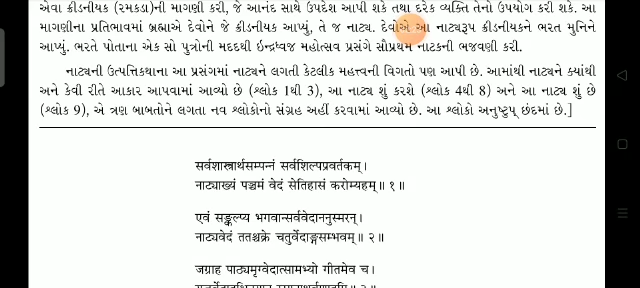 એવા ક્રીડનીયક (રમકડા)ની માગણી કરી, જે આનંદ સાથે ઉપદેશ આપી શકે તથા દરેક વ્યક્તિ તેનો ઉપયોગ કરી શકે. આ
માગણીના પ્રતિભાવમાં બ્રહ્માએ દેવોને જે ક્રીડનીયક આપ્યું, તે જ નાટ્ય. દેવોએ આ નાટ્યરૂપ ક્રીડનીયકને ભરત મુનિને
આપ્યું. ભરતે પોતાના એક સો પુત્રોની મદદથી ઇન્દ્રધ્વજ મહોત્સવ પ્રસંગે સૌપ્રથમ નાટકની ભજવણી કરી.
નાટ્યની ઉત્પત્તિકથાના આ પ્રસંગમાં નાટ્યને લગતી કેટલીક મહત્ત્વની વિગતો પણ આપી છે. આમાંથી નાટ્યને ક્યાંથી
અને કેવી રીતે આકાર આપવામાં આવ્યો છે (શ્લોક 1થી 3), આ નાટ્ય શું કરશે (શ્લોક 4થી 8) અને આ નાટ્ય શું છે
(શ્લોક 9), એ ત્રણ બાબતોને લગતા નવ શ્લોકોનો સંગ્રહ અહીં કરવામાં આવ્યો છે. આ શ્લોકો અનુષ્ટુપ્ છંદમાં છે.]
सर्वशास्त्रार्थसम्पन्नं सर्वशिल्पप्रवर्तकम्।
नाट्याख्यं पञ्चमं वेदं सेतिहासं करोम्यहम्॥ १॥
एवं सङ्कल्प्य भगवान्सर्ववेदाननुस्मरन्।
नाट्यवेदं ततश्चक्रे चतुर्वेदाङ्गसम्भवम्॥ २॥
जग्राह पाठ्यमृग्वेदात्सामभ्यो गीतमेव च।